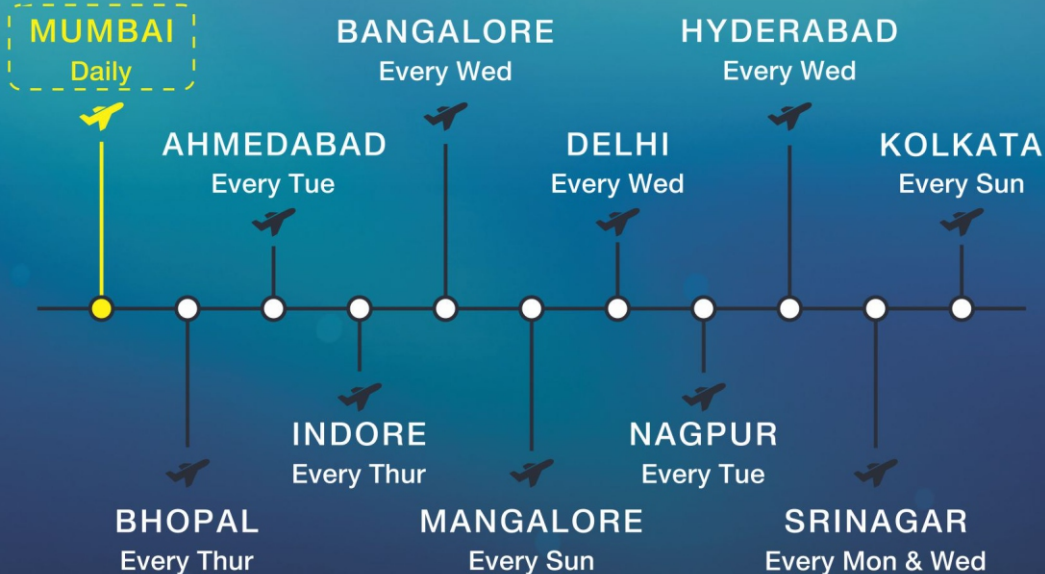 MUMBAI
Daily
BANGALORE
Every Wed
HYDERABAD
Every Wed
AHMEDABAD
Every Tue
DELHI
Every Wed
KOLKATA
Every Sun
INDORE
Every Thur
NAGPUR
Every Tue
BHOPAL
Every Thur
MANGALORE
Every Sun
SRINAGAR
Every Mon & Wed